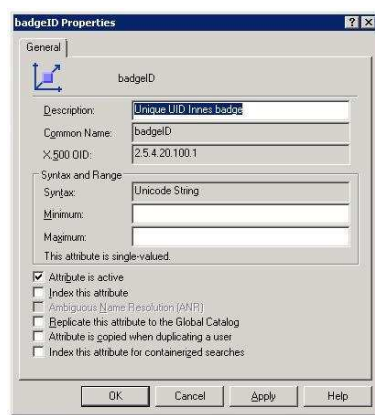 badgeID Properties
General
badgeID
Description: Unique UID Innes badge
Common Name: badgeID
X.500 OID: 2.5.4.20.100.1
Syntax and Range
Syntax: Unicode String
Minimum:
Maximum:
This attribute is single-valued.
Attribute is active
Index this attribute
Ambiguous Name Resolution (ANR)
Replicate this attribute to the Global Catalog
Attribute is copied when duplicating a user
Index this attribute for containerized searches
OK Cancel Apply Help